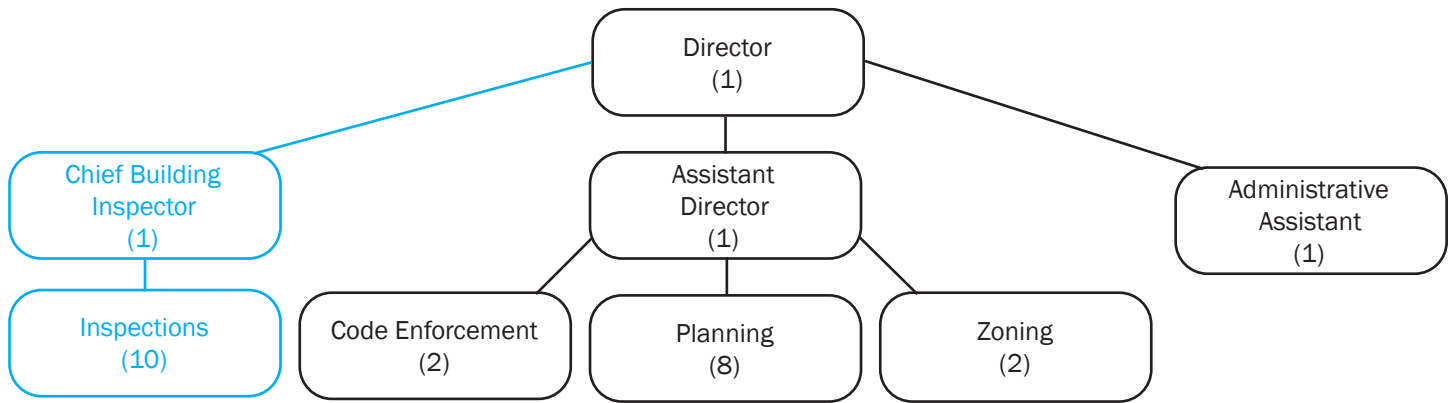 Director
(1)
Chief Building
Inspector
(1)
Assistant
Director
(1)
Administrative
Assistant
(1)
Inspections
(10)
Code Enforcement
(2)
Planning
(8)
Zoning
(2)